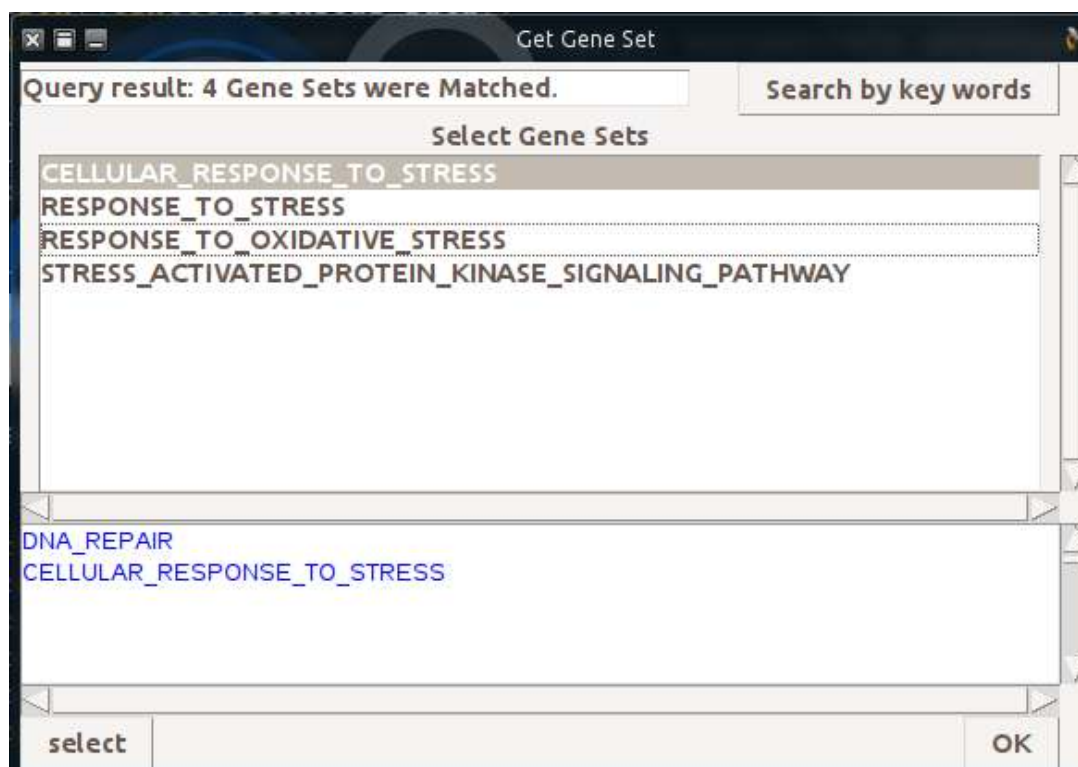 Get Gene Set
Query result: 4 Gene Sets were Matched.
Search by key words
Select Gene Sets
CELLULAR_RESPONSE_TO_STRESS
RESPONSE_TO_STRESS
RESPONSE_TO_OXIDATIVE_STRESS
STRESS_ACTIVATED_PROTEIN_KINASE_SIGNALING_PATHWAY
DNA_REPAIR
CELLULAR_RESPONSE_TO_STRESS
select
OK